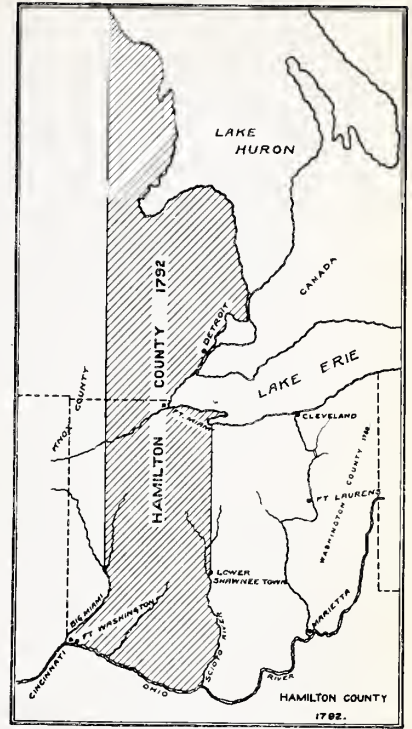 LAKE
HURON
CANADA
HAMILTON COUNTY 1792
DETROIT
LAKE ERIE
KNOX COUNTY
FT. MIAMI
CLEVELAND
WASHINGTON COUNTY 1788
FT LAURENS
LOWER
SHAWNEE TOWN
BIG MIAMI
FT WASHINGTON
MARIETTA
SCIOTO RIVER
CINCINNATI
OHIO
RIVER
HAMILTON COUNTY
1792.